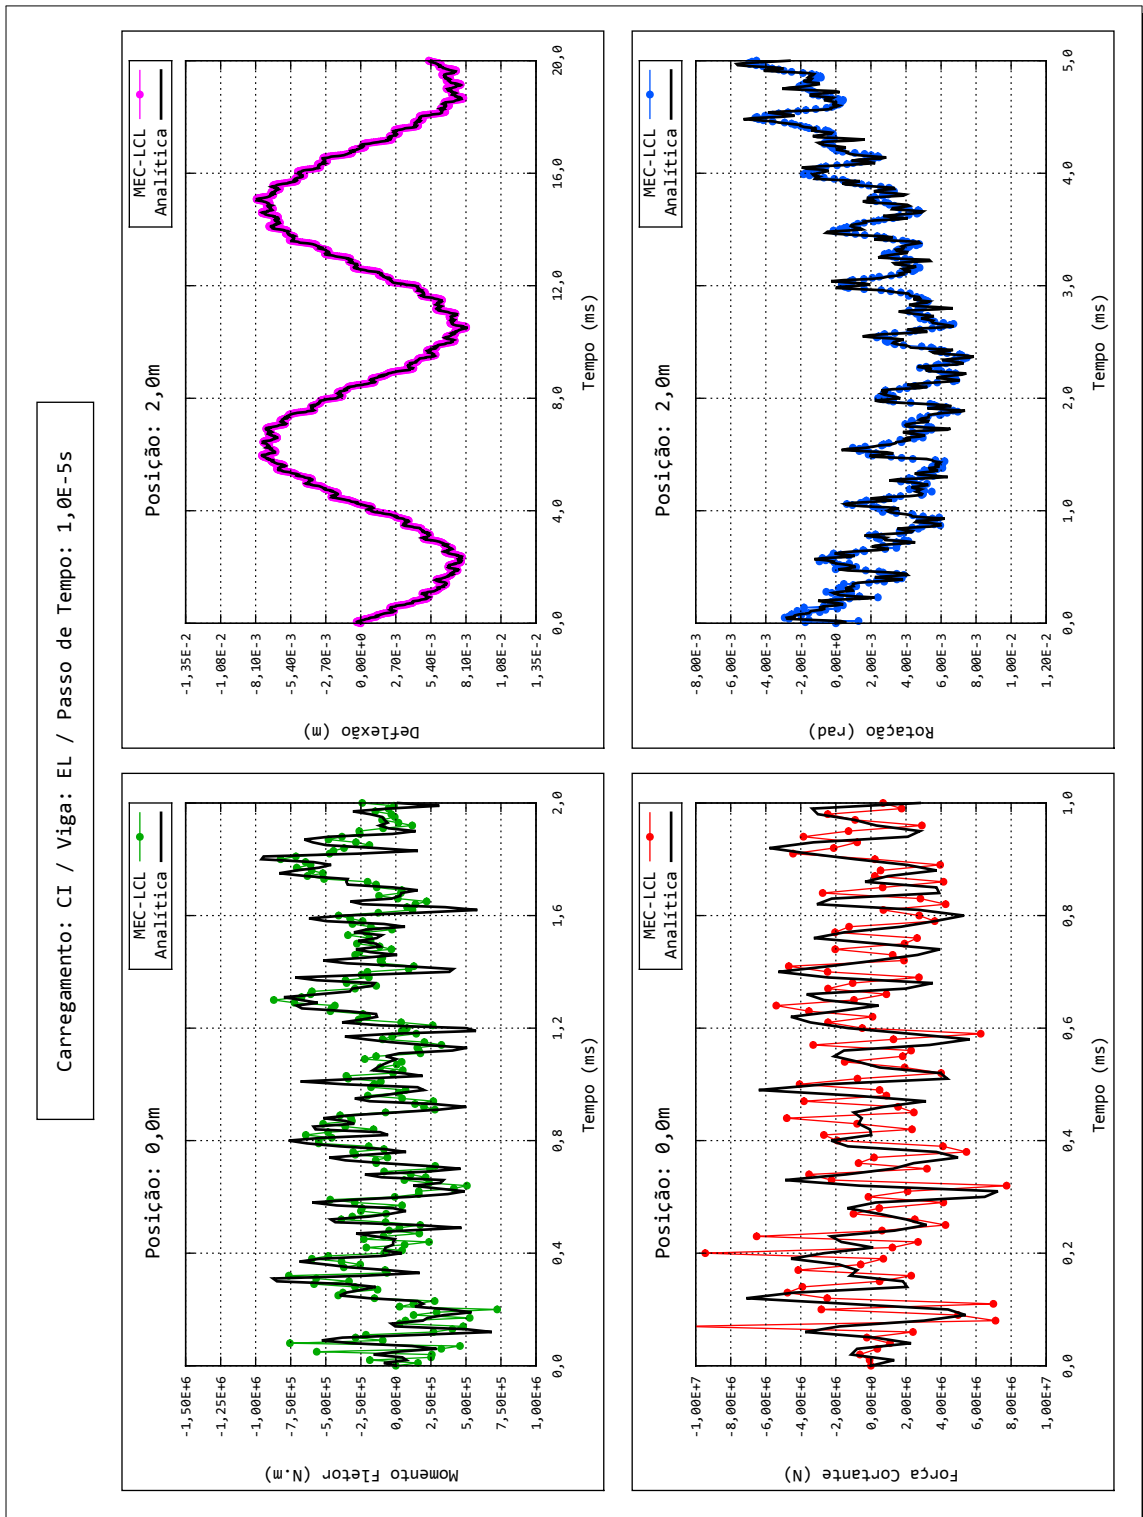 Carregamento: CI / Viga: EL / Passo de Tempo: 1,0E-5s
Posição: 0,0m
MEC-LCL
Analítica
Momento Fletor (N.m)
-1,50E+6
-1,25E+6
-1,00E+6
-7,50E+5
-5,00E+5
-2,50E+5
0,00E+0
2,50E+5
5,00E+5
7,50E+5
1,00E+6
0,0
0,4
0,8
1,2
1,6
2,0
Tempo (ms)
Posição: 2,0m
MEC-LCL
Analítica
Deflexão (m)
-1,35E-2
-1,08E-2
-8,10E-3
-5,40E-3
-2,70E-3
0,00E+0
2,70E-3
5,40E-3
8,10E-3
1,08E-2
1,35E-2
0,0
4,0
8,0
12,0
16,0
20,0
Tempo (ms)
Posição: 0,0m
MEC-LCL
Analítica
Força Cortante (N)
-1,00E+7
-8,00E+6
-6,00E+6
-4,00E+6
-2,00E+6
0,00E+0
2,00E+6
4,00E+6
6,00E+6
8,00E+6
1,00E+7
0,0
0,2
0,4
0,6
0,8
1,0
Tempo (ms)
Posição: 2,0m
MEC-LCL
Analítica
Rotação (rad)
-8,00E-3
-6,00E-3
-4,00E-3
-2,00E-3
0,00E+0
2,00E-3
4,00E-3
6,00E-3
8,00E-3
1,00E-2
1,20E-2
0,0
1,0
2,0
3,0
4,0
5,0
Tempo (ms)